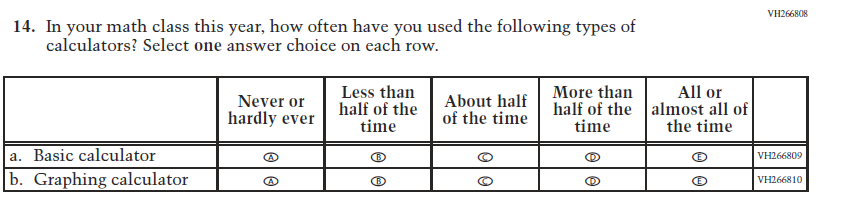 VH266808
14. In your math class this year, how often have you used the following types of
calculators? Select one answer choice on each row.
Never or hardly ever
Less than half of the time
About half of the time
More than half of the time
All or almost all of the time
a. Basic calculator A B C D E VH266809
b. Graphing calculator A B C D E VH266810